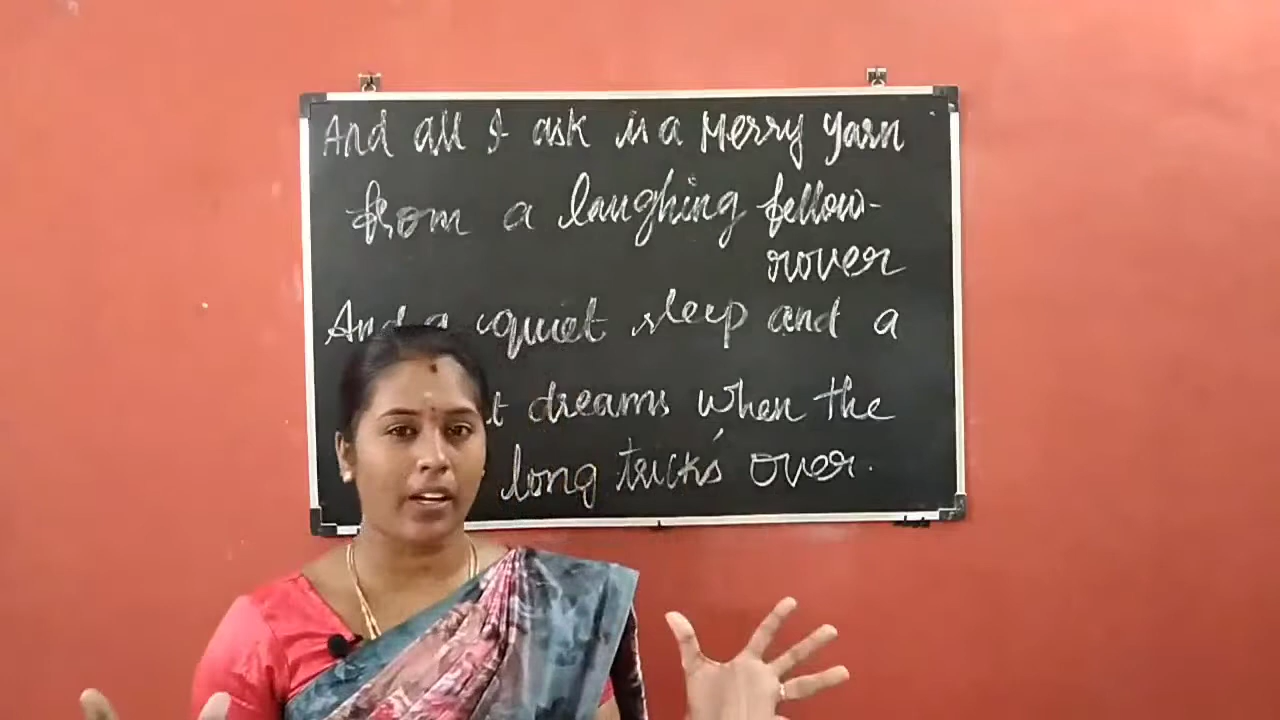 And all I ask is a Merry yarn
from a laughing fellow-
rover
And a quiet sleep and a
dreams when the
long trick's over.